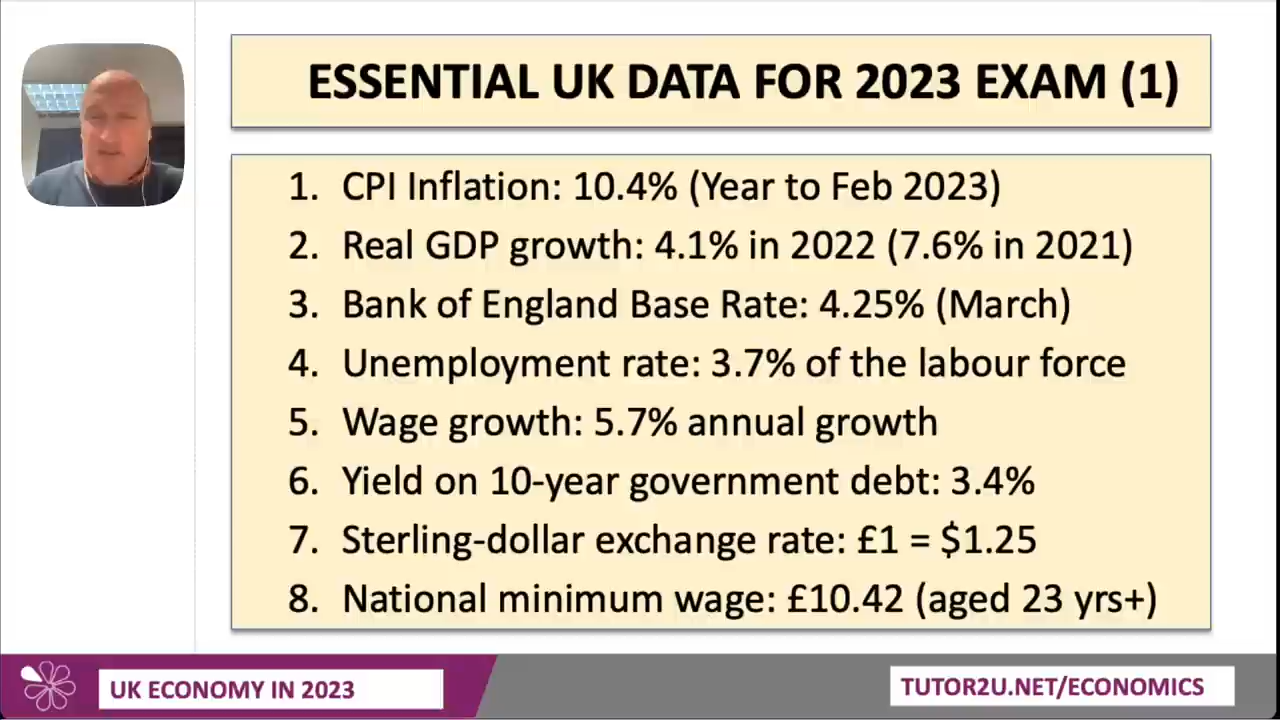 ESSENTIAL UK DATA FOR 2023 EXAM (1)
1. CPI Inflation: 10.4% (Year to Feb 2023)
2. Real GDP growth: 4.1% in 2022 (7.6% in 2021)
3. Bank of England Base Rate: 4.25% (March)
4. Unemployment rate: 3.7% of the labour force
5. Wage growth: 5.7% annual growth
6. Yield on 10-year government debt: 3.4%
7. Sterling-dollar exchange rate: £1 = $1.25
8. National minimum wage: £10.42 (aged 23 yrs+)
UK ECONOMY IN 2023
TUTOR2U.NET/ECONOMICS